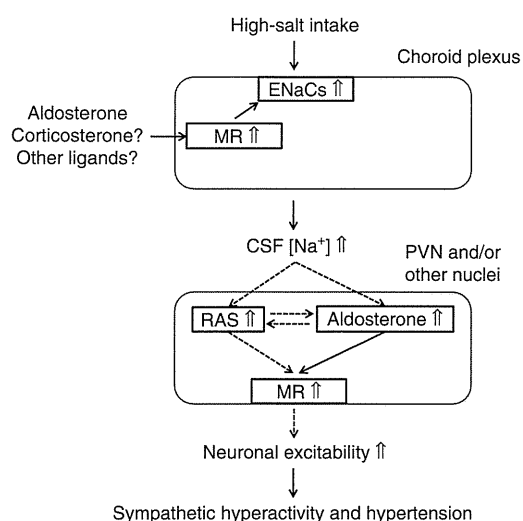 High-salt intake
Choroid plexus
ENaCs ⇑
Aldosterone
Corticosterone?
Other ligands?
MR ⇑
CSF [Na⁺] ⇑
PVN and/or
other nuclei
RAS ⇑
Aldosterone ⇑
MR ⇑
Neuronal excitability ⇑
Sympathetic hyperactivity and hypertension